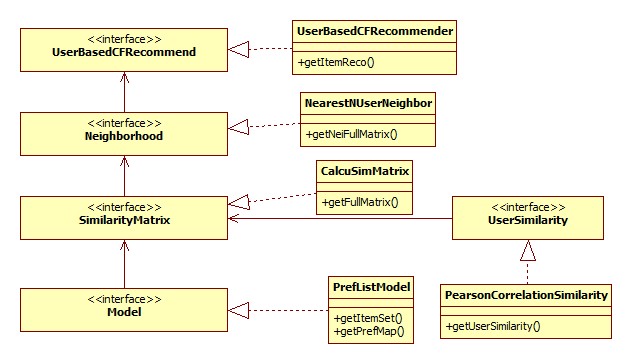 <<interface>>
UserBasedCFRecommend
UserBasedCFRecommender
+getItemReco()
<<interface>>
Neighborhood
NearestNUserNeighbor
+getNeiFullMatrix()
<<interface>>
SimilarityMatrix
CalcuSimMatrix
+getFullMatrix()
<<interface>>
UserSimilarity
<<interface>>
Model
PrefListModel
+getItemSet()
+getPrefMap()
PearsonCorrelationSimilarity
+getUserSimilarity()